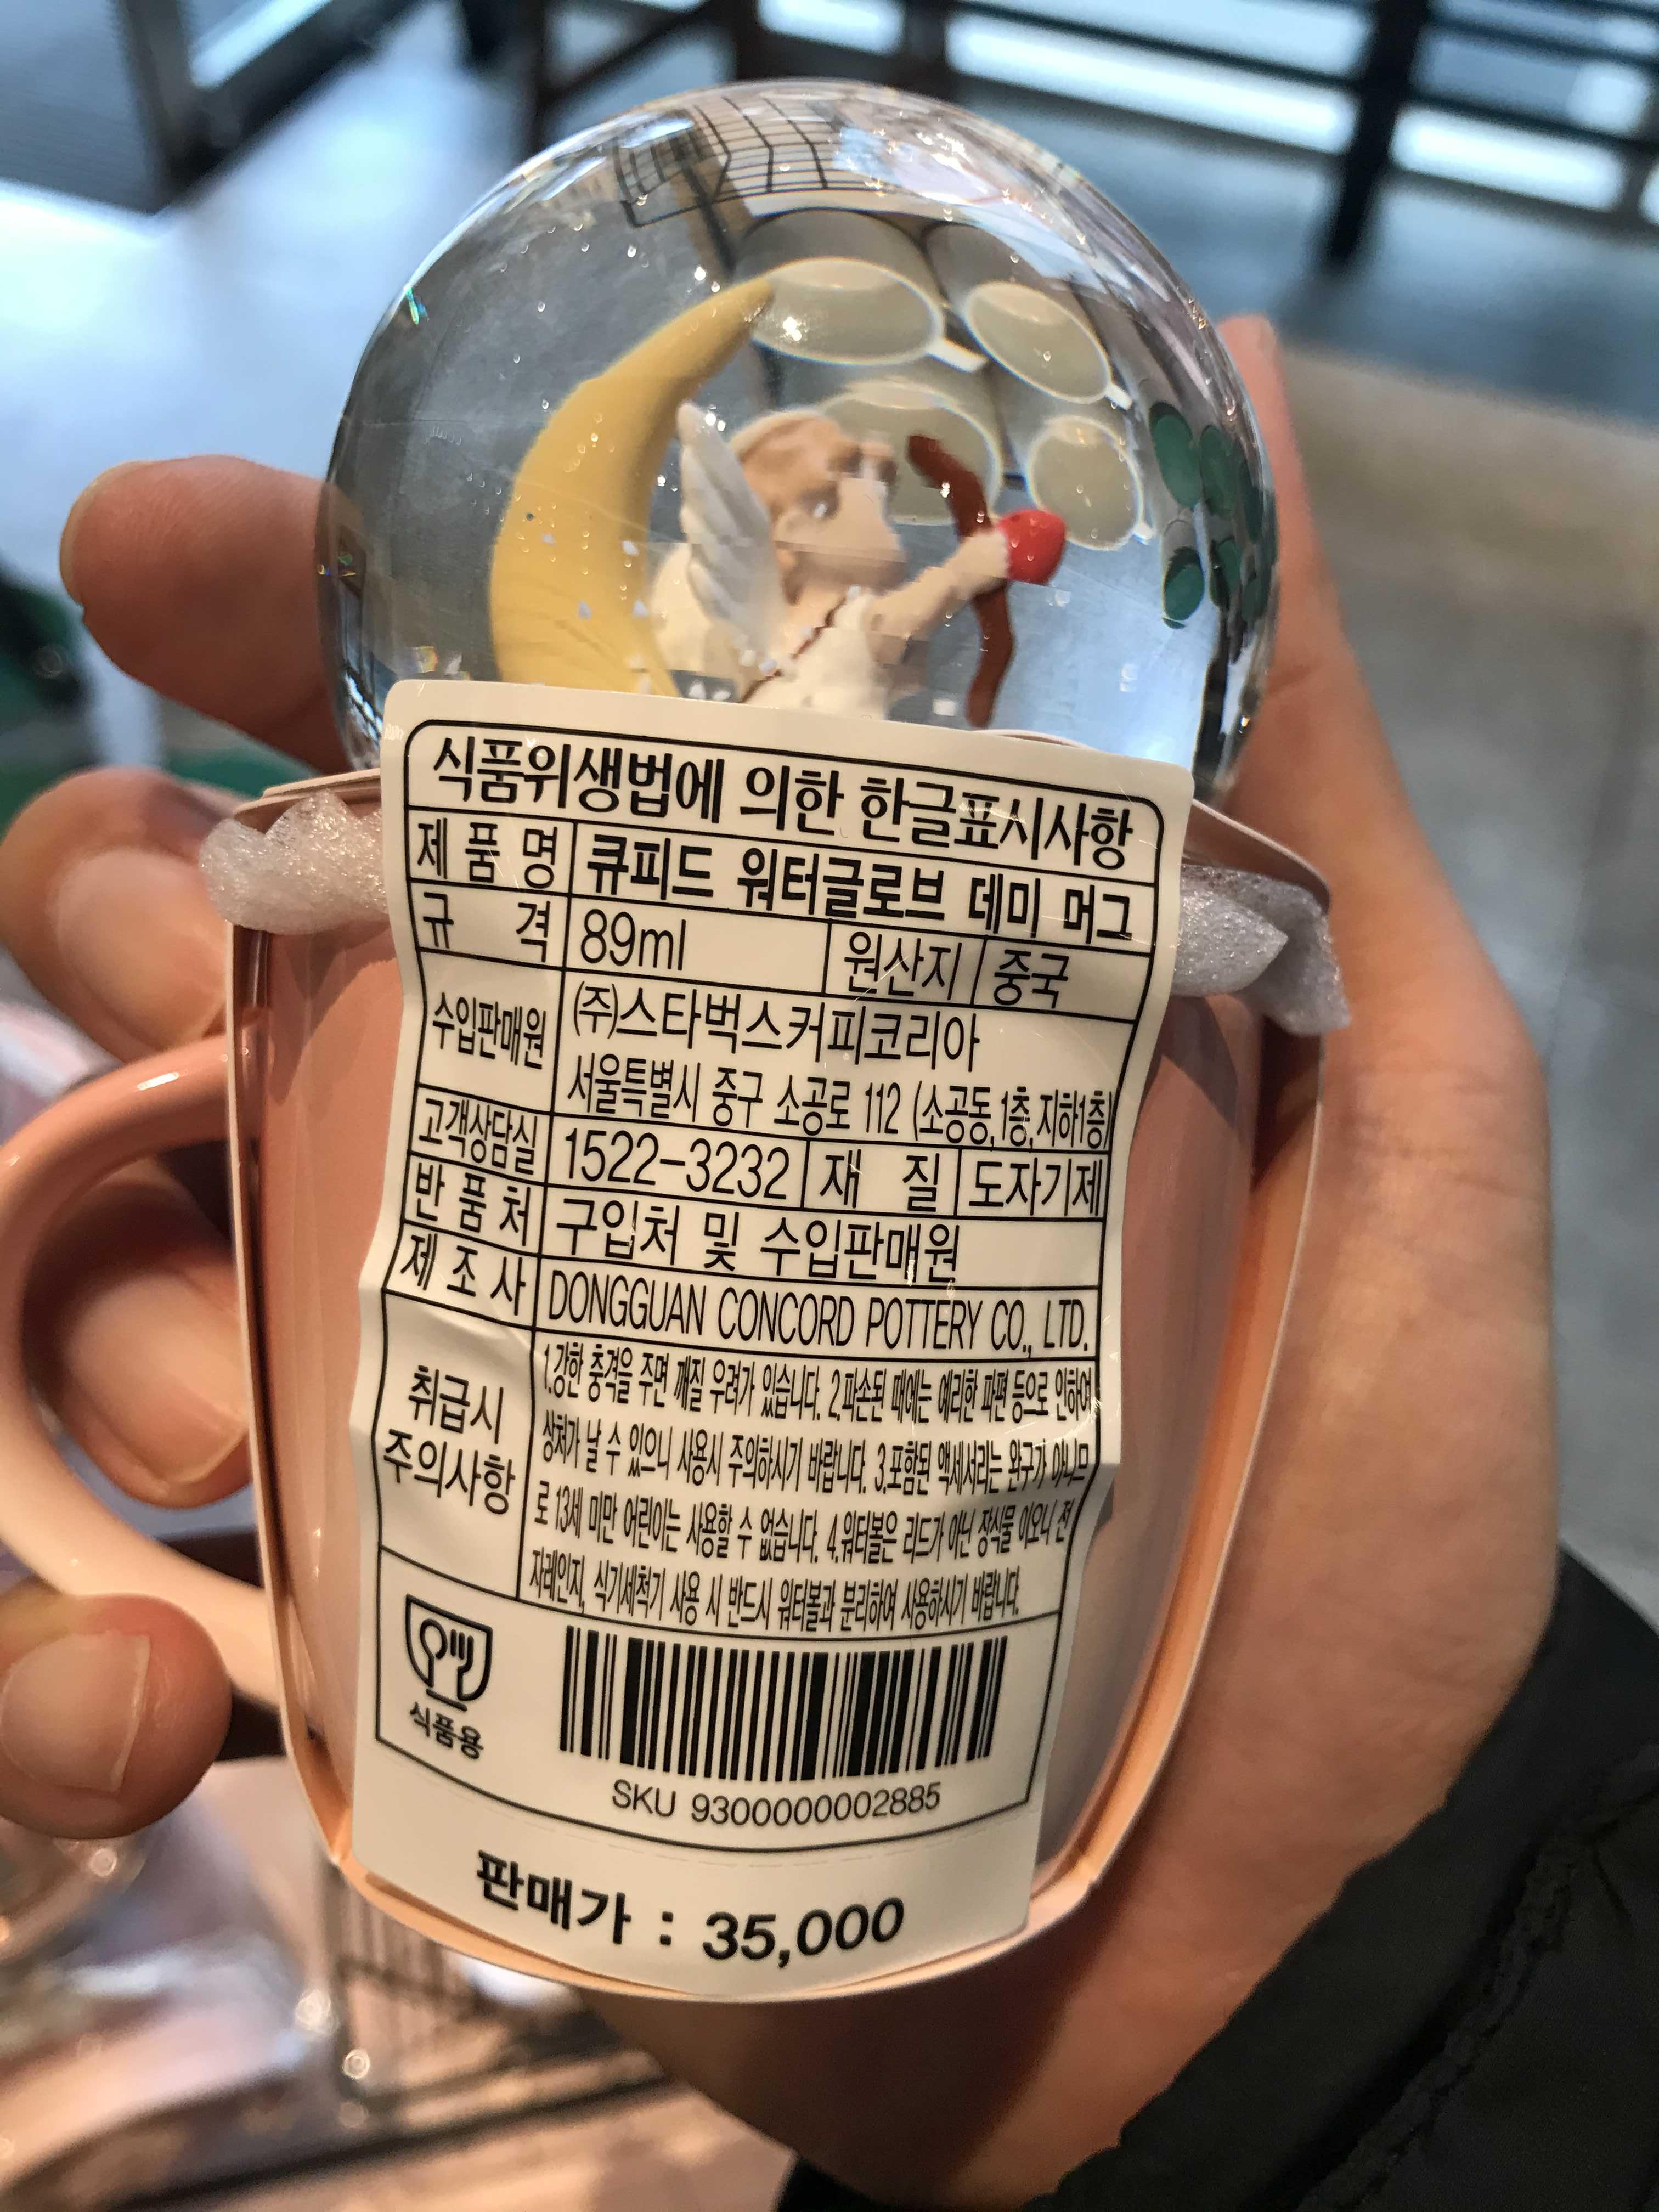 식품위생법에 의한 한글표시사항
제 품 명 큐피드 워터글로브 데미 머그
규 격 89ml 원산지 중국
수입판매원 (주)스타벅스커피코리아
서울특별시 중구 소공로 112 (소공동,1층,지하1층)
고객상담실 1522-3232 재 질 도자기제
반 품 처 구입처 및 수입판매원
제 조 사 DONGGUAN CONCORD POTTERY CO., LTD.
취급시
주의사항
1.강한 충격을 주면 깨질 우려가 있습니다. 2.파손된 때에는 예리한 파편 등으로 인하여
상처가 날 수 있으니 사용시 주의하시기 바랍니다. 3.포함된 액세서리는 완구가 아니므
로 13세 미만 어린이는 사용할 수 없습니다. 4.워터볼은 리드가 아닌 장식물 이오니 전
자레인지, 식기세척기 사용 시 반드시 워터볼과 분리하여 사용하시기 바랍니다.
식품용
SKU 9300000002885
판매가 : 35,000